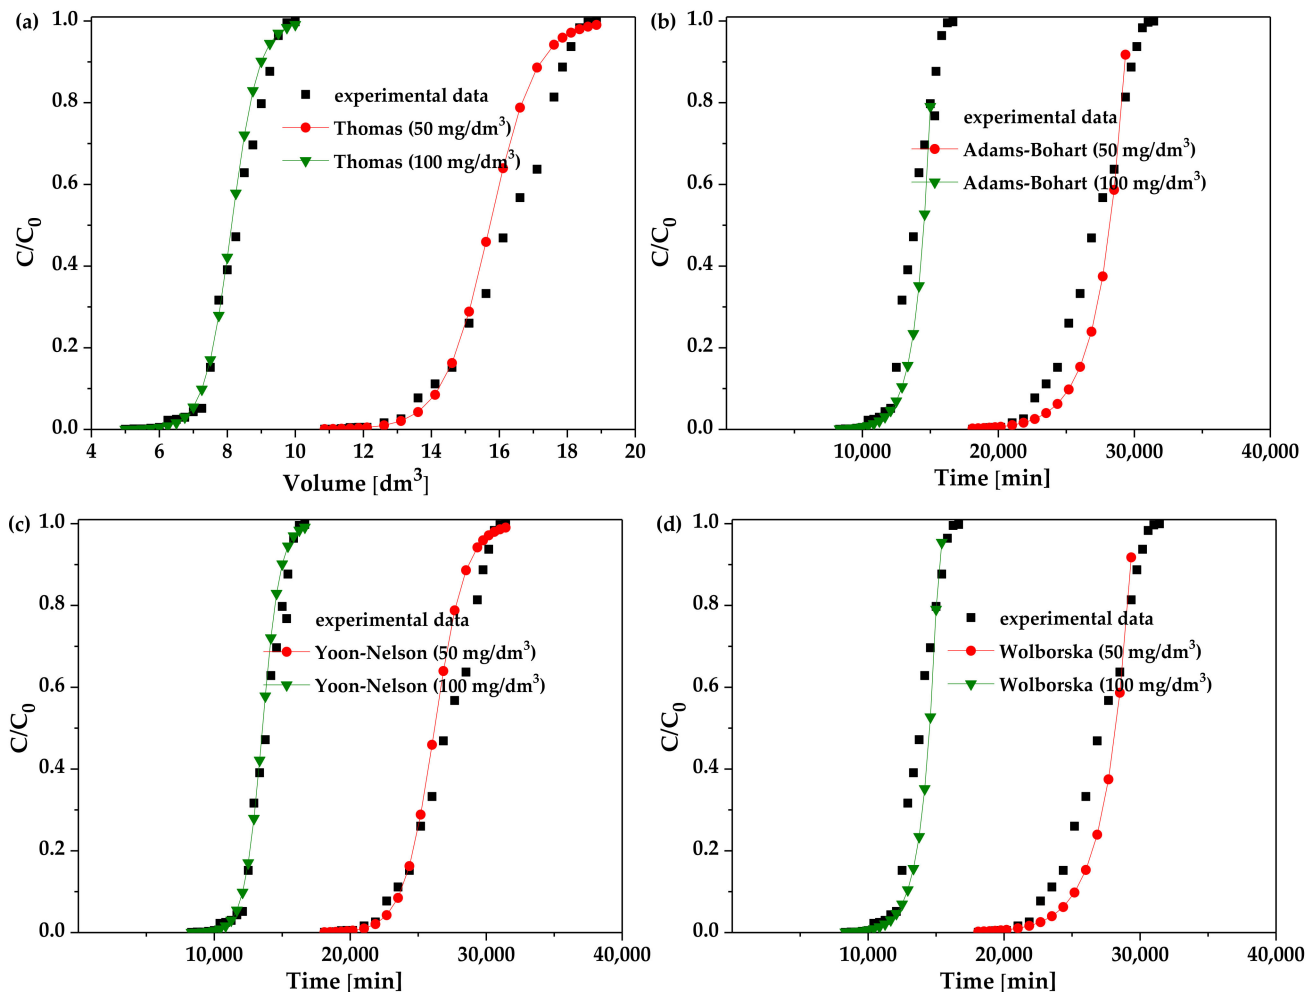 (a)
1.0
0.8
0.6
0.4
0.2
0.0
C/C0
experimental data
Thomas (50 mg/dm3)
Thomas (100 mg/dm3)
4 6 8 10 12 14 16 18 20
Volume [dm3]
(b)
1.0
0.8
0.6
0.4
0.2
0.0
C/C0
experimental data
Adams-Bohart (50 mg/dm3)
Adams-Bohart (100 mg/dm3)
10,000 20,000 30,000 40,000
Time [min]
(c)
1.0
0.8
0.6
0.4
0.2
0.0
C/C0
experimental data
Yoon-Nelson (50 mg/dm3)
Yoon-Nelson (100 mg/dm3)
10,000 20,000 30,000 40,000
Time [min]
(d)
1.0
0.8
0.6
0.4
0.2
0.0
C/C0
experimental data
Wolborska (50 mg/dm3)
Wolborska (100 mg/dm3)
10,000 20,000 30,000 40,000
Time [min]